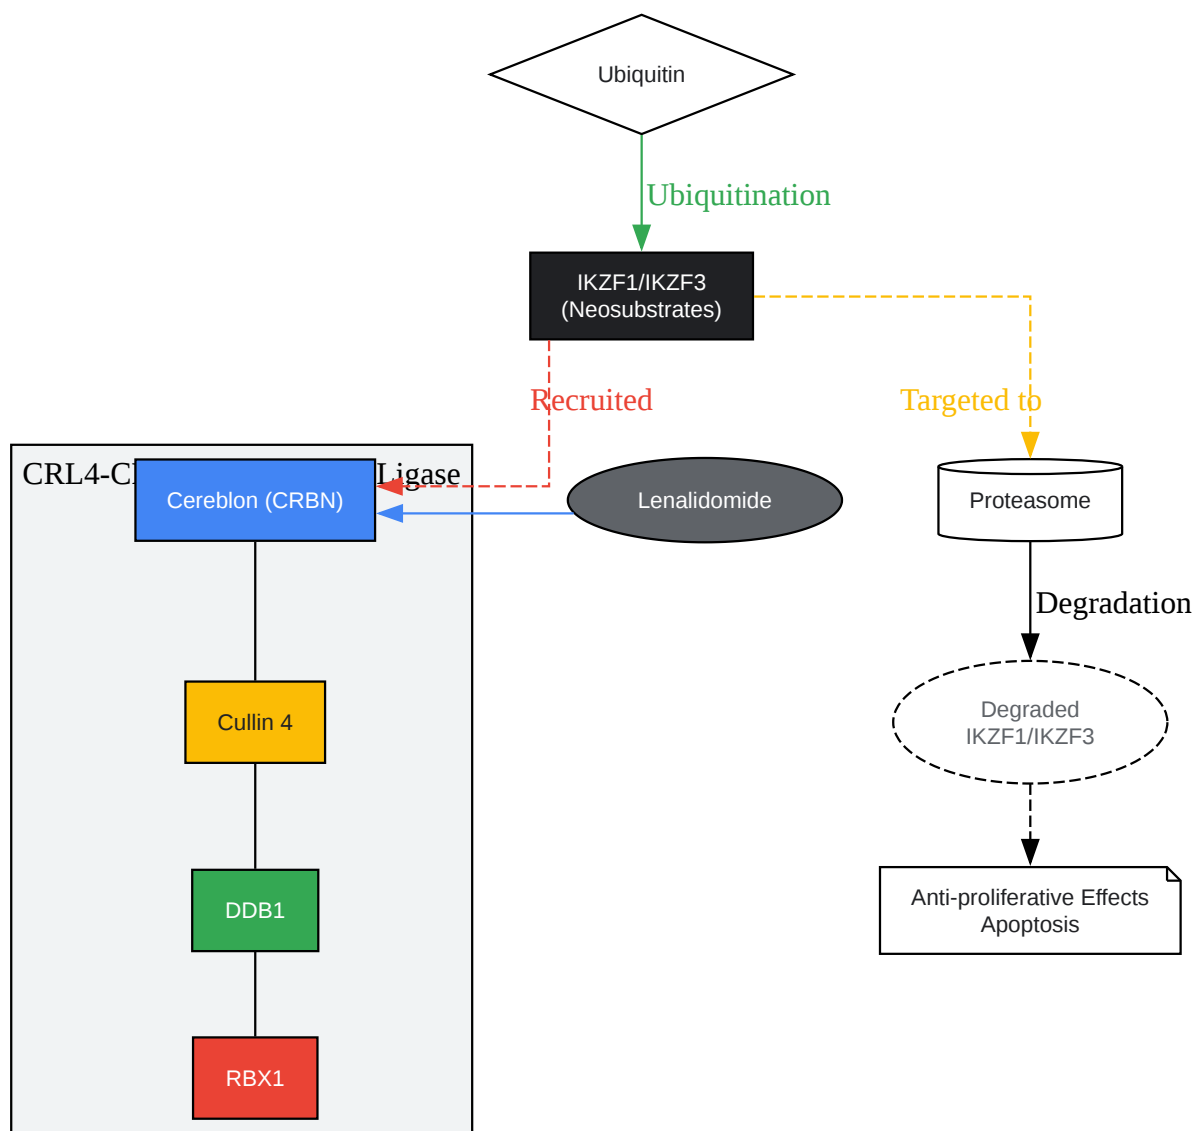 Ubiquitin
Ubiquitination
IKZF1/IKZF3
(Neosubstrates)
Recruited
Targeted to
Ligase
Cereblon (CRBN)
Lenalidomide
Proteasome
Degradation
Degraded
IKZF1/IKZF3
Cullin 4
DDB1
Anti-proliferative Effects
Apoptosis
RBX1